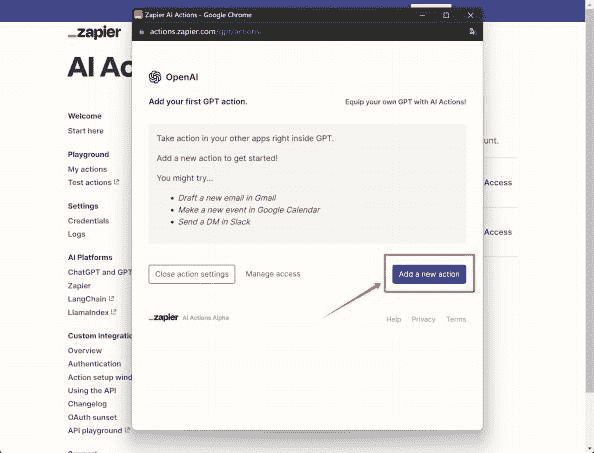 Zapier AI Actions - Google Chrome
actions.zapier.com/gpt/actions
zapier
AI Ac
Welcome
Start here
Playground
My actions
Test actions
Settings
Credentials
Logs
AI Platforms
ChatGPT and GPT
Zapier
LangChain
LlamaIndex
Custom Integratio
Overview
Authentication
Action setup wind
Using the API
Changelog
OAuth sunset
API playground
OpenAI
Add your first GPT action.
Equip your own GPT with AI Actions!
Take action in your other apps right inside GPT.
Add a new action to get started!
You might try...
Draft a new email in Gmail
Make a new event in Google Calendar
Send a DM in Slack
Close action settings
Manage access
Add a new action
zapier AI Actions Alpha
Help
Privacy
Terms
unt.
Access
Access